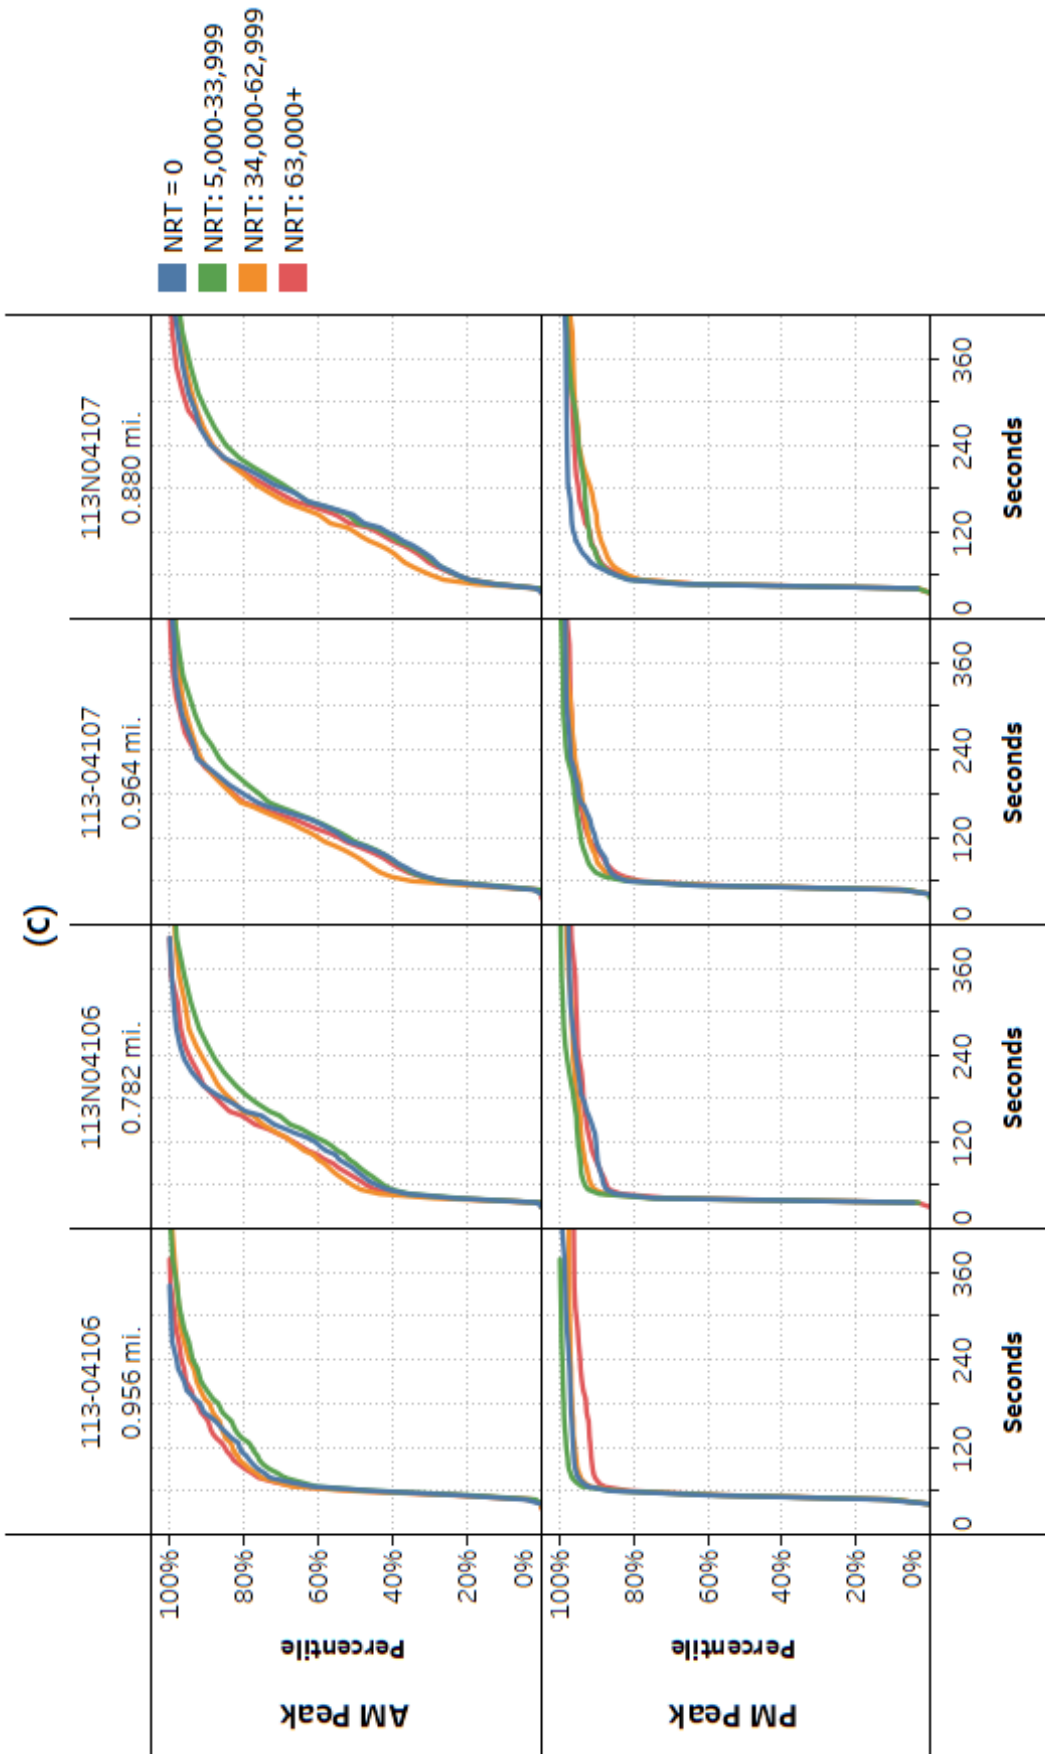 (C)
113-04106
0.956 mi.
113N04106
0.782 mi.
113-04107
0.964 mi.
113N04107
0.880 mi.
NRT = 0
NRT: 5,000-33,999
NRT: 34,000-62,999
NRT: 63,000+
AM Peak
Percentile
100%
80%
60%
40%
20%
0%
PM Peak
Percentile
100%
80%
60%
40%
20%
0%
0 120 240 360
0 120 240 360
0 120 240 360
0 120 240 360
Seconds
Seconds
Seconds
Seconds